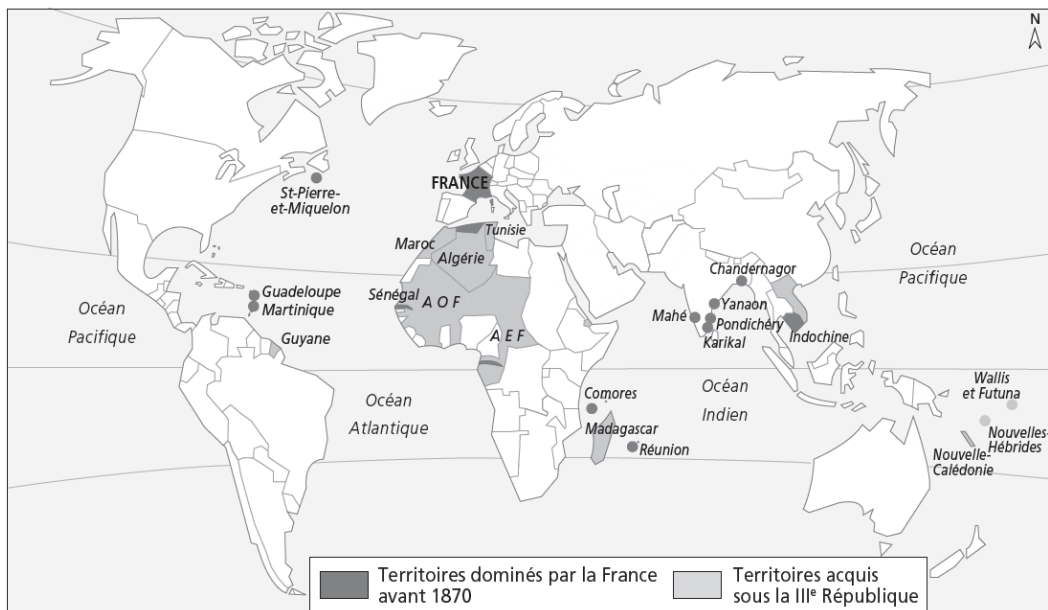 N
FRANCE
St-Pierre-
et-Miquelon
Tunisie
Maroc
Algérie
Océan
Pacifique
Chandernagor
Guadeloupe
Martinique
Sénégal
A O F
Yanaon
Mahé
Pondichéry
Karikal
Indochine
Océan
Pacifique
Guyane
A E F
Océan
Atlantique
Comores
Océan
Indien
Wallis
et Futuna
Madagascar
Réunion
Nouvelles-
Hébrides
Nouvelle-
Calédonie
Territoires dominés par la France
avant 1870
Territoires acquis
sous la IIIe République